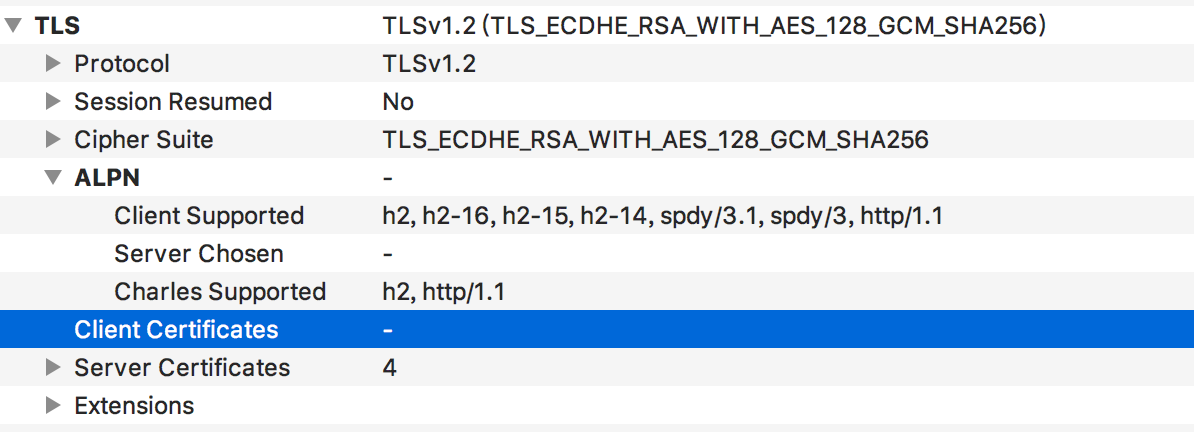 TLS TLSv1.2 (TLS_ECDHE_RSA_WITH_AES_128_GCM_SHA256)
Protocol TLSv1.2
Session Resumed No
Cipher Suite TLS_ECDHE_RSA_WITH_AES_128_GCM_SHA256
ALPN -
Client Supported h2, h2-16, h2-15, h2-14, spdy/3.1, spdy/3, http/1.1
Server Chosen -
Charles Supported h2, http/1.1
Client Certificates -
Server Certificates 4
Extensions